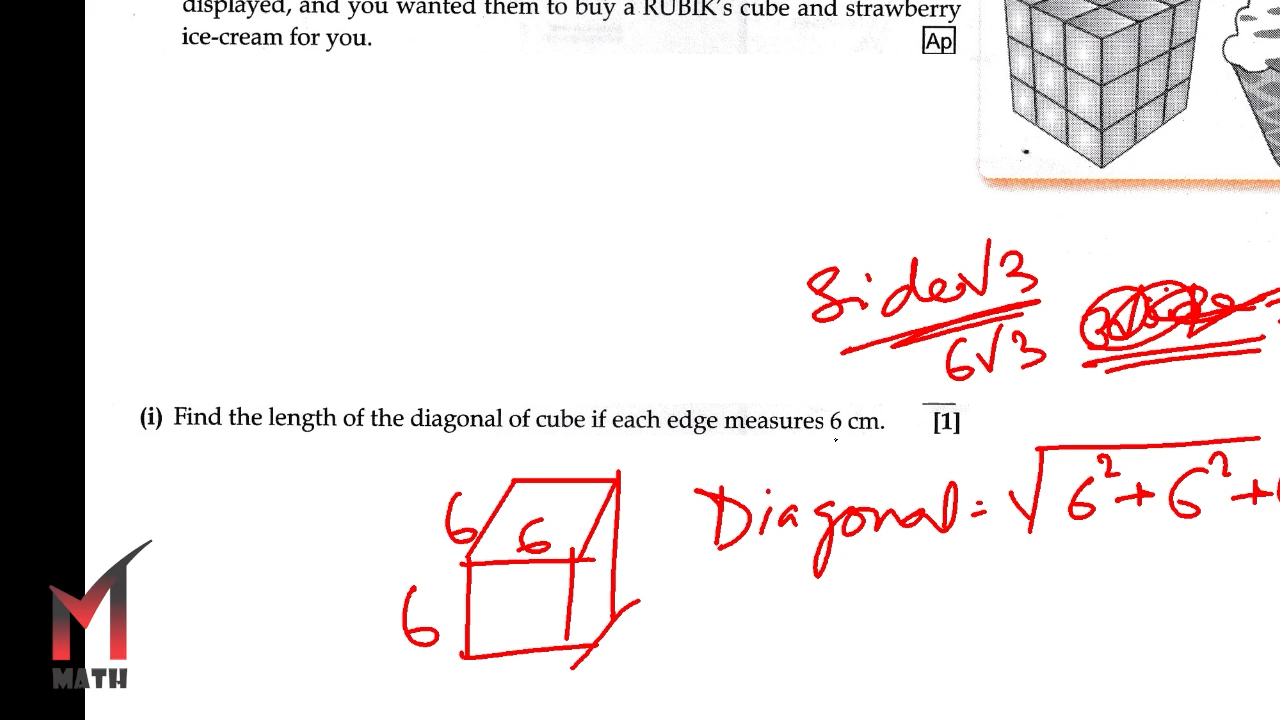 displayed, and you wanted them to buy a RUBIK's cube and strawberry
ice-cream for you.
Ap
Side√3
6√3
(i) Find the length of the diagonal of cube if each edge measures 6 cm. [1]
6 6
Diagonal = √6² + 6² +
6
MATH